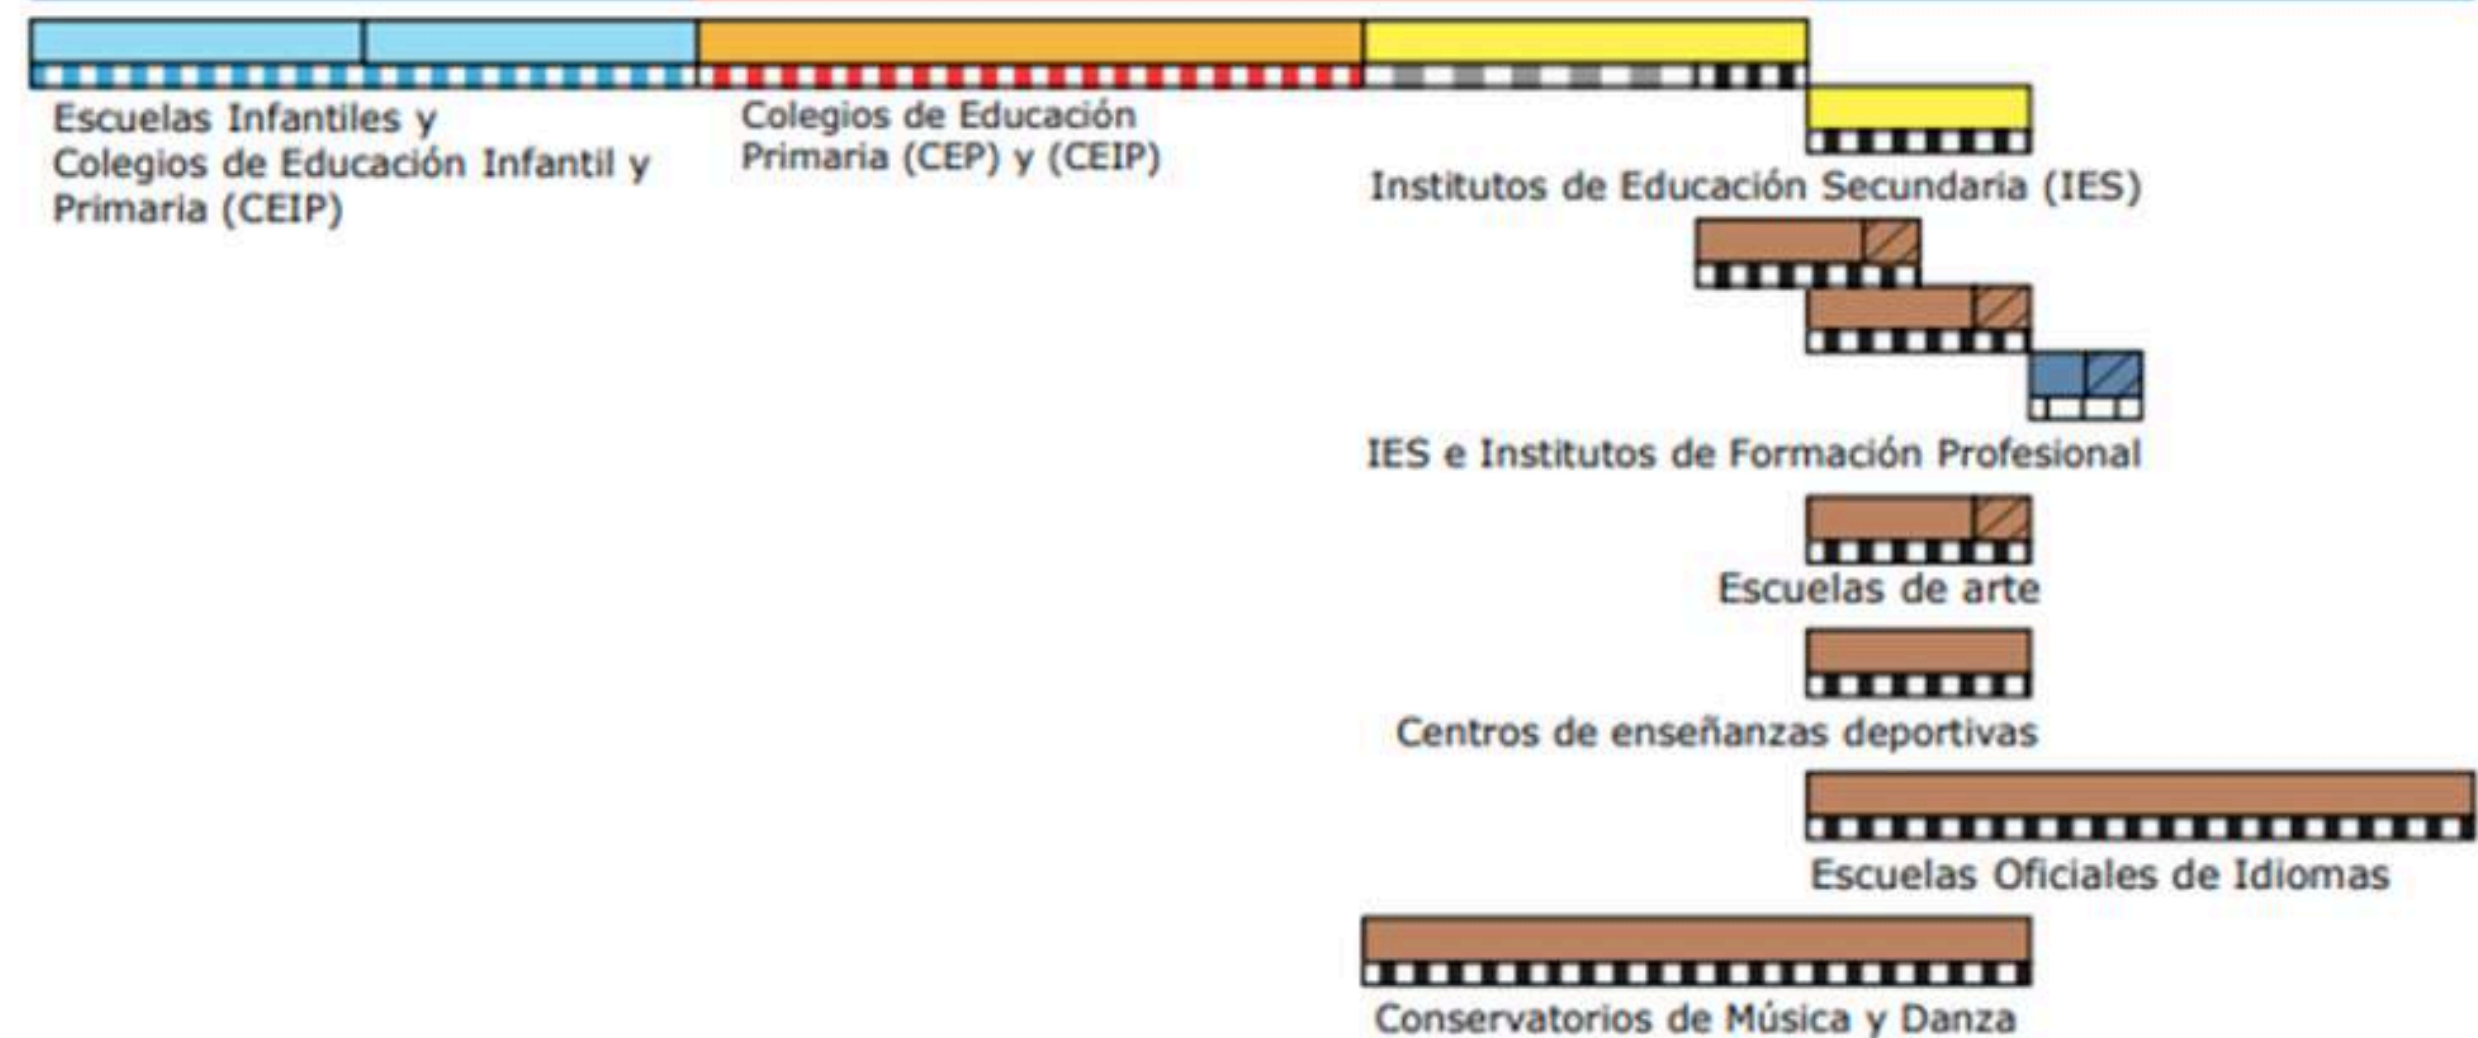 Escuelas Infantiles y
Colegios de Educación Infantil y
Primaria (CEIP)
Colegios de Educación
Primaria (CEP) y (CEIP)
Institutos de Educación Secundaria (IES)
IES e Institutos de Formación Profesional
Escuelas de arte
Centros de enseñanzas deportivas
Escuelas Oficiales de Idiomas
Conservatorios de Música y Danza